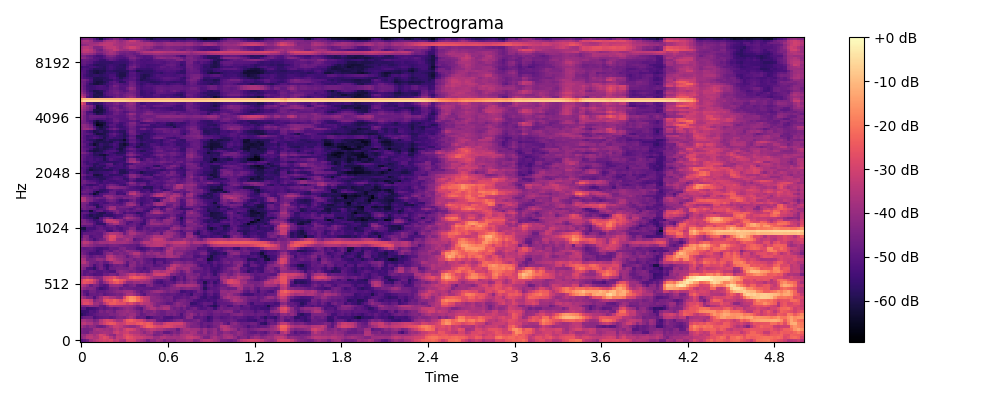 Espectrograma
Hz
8192
4096
2048
1024
512
0
0 0.6 1.2 1.8 2.4 3 3.6 4.2 4.8
Time
+0 dB
-10 dB
-20 dB
-30 dB
-40 dB
-50 dB
-60 dB